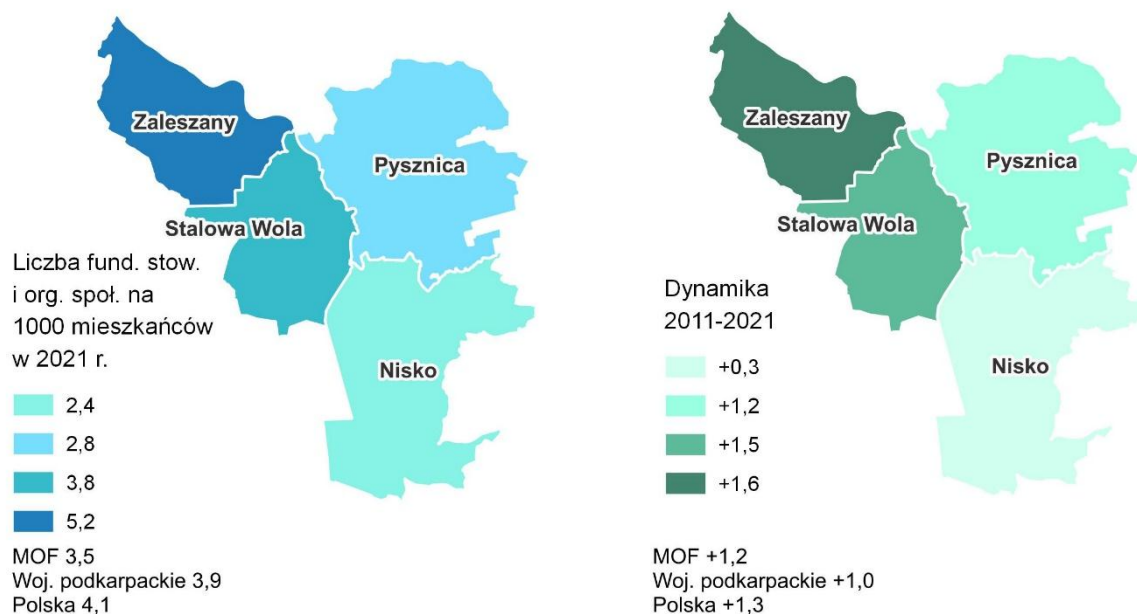 Zaleszany
Pysznica
Stalowa Wola
Nisko
Liczba fund. stow.
i org. społ. na
1000 mieszkańców
w 2021 r.
2,4
2,8
3,8
5,2
MOF 3,5
Woj. podkarpackie 3,9
Polska 4,1
Zaleszany
Pysznica
Stalowa Wola
Nisko
Dynamika
2011-2021
+0,3
+1,2
+1,5
+1,6
MOF +1,2
Woj. podkarpackie +1,0
Polska +1,3